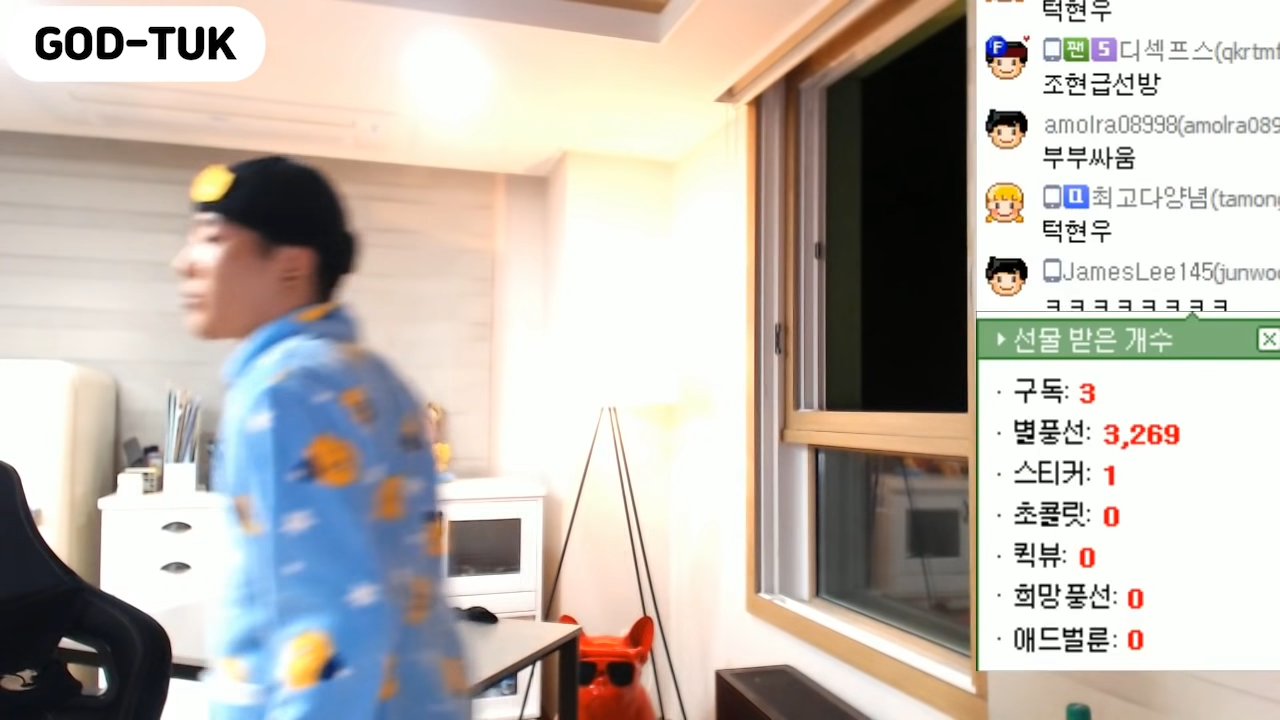 GOD-TUK
턱현우
팬 S 디섹프스(qkrtmf
조현급선방
amolra08998(amolra089
부부싸움
최고다양념(tamong
턱현우
JamesLee145(junwoo
ㅋㅋㅋㅋㅋㅋㅋㅋ
선물 받은 개수
· 구독: 3
· 별풍선: 3,269
· 스티커: 1
· 초콜릿: 0
· 퀵뷰: 0
· 희망풍선: 0
· 애드벌룬: 0